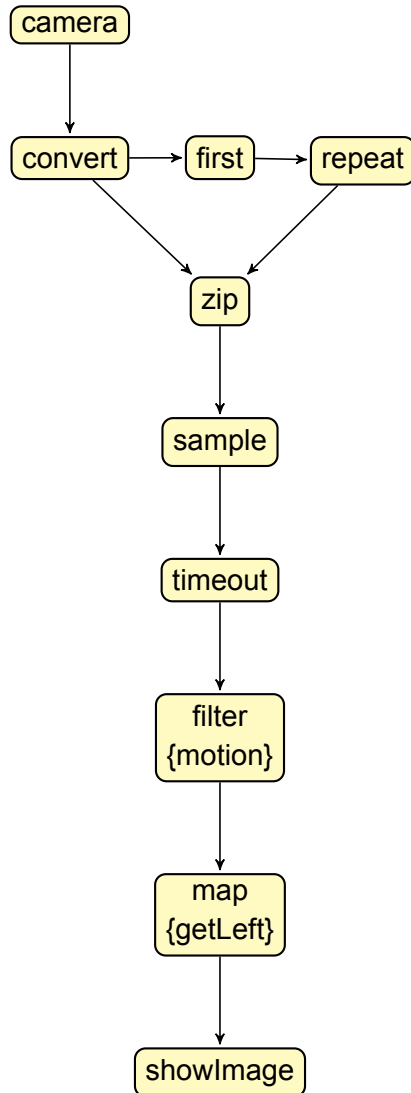 camera
convert
first
repeat
zip
sample
timeout
filter
{motion}
map
{getLeft}
showImage